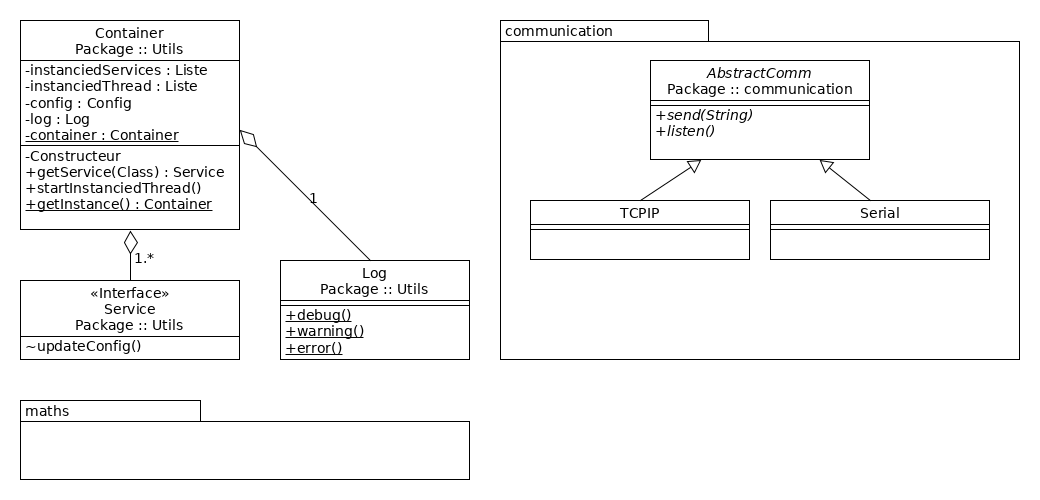 Container
Package :: Utils
-instanciedServices : Liste
-instanciedThread : Liste
-config : Config
-log : Log
-container : Container
-Constructeur
+getService(Class) : Service
+startInstanciedThread()
+getInstance() : Container
1
1.*
«Interface»
Service
Package :: Utils
~updateConfig()
Log
Package :: Utils
+debug()
+warning()
+error()
communication
AbstractComm
Package :: communication
+send(String)
+listen()
TCPIP
Serial
maths